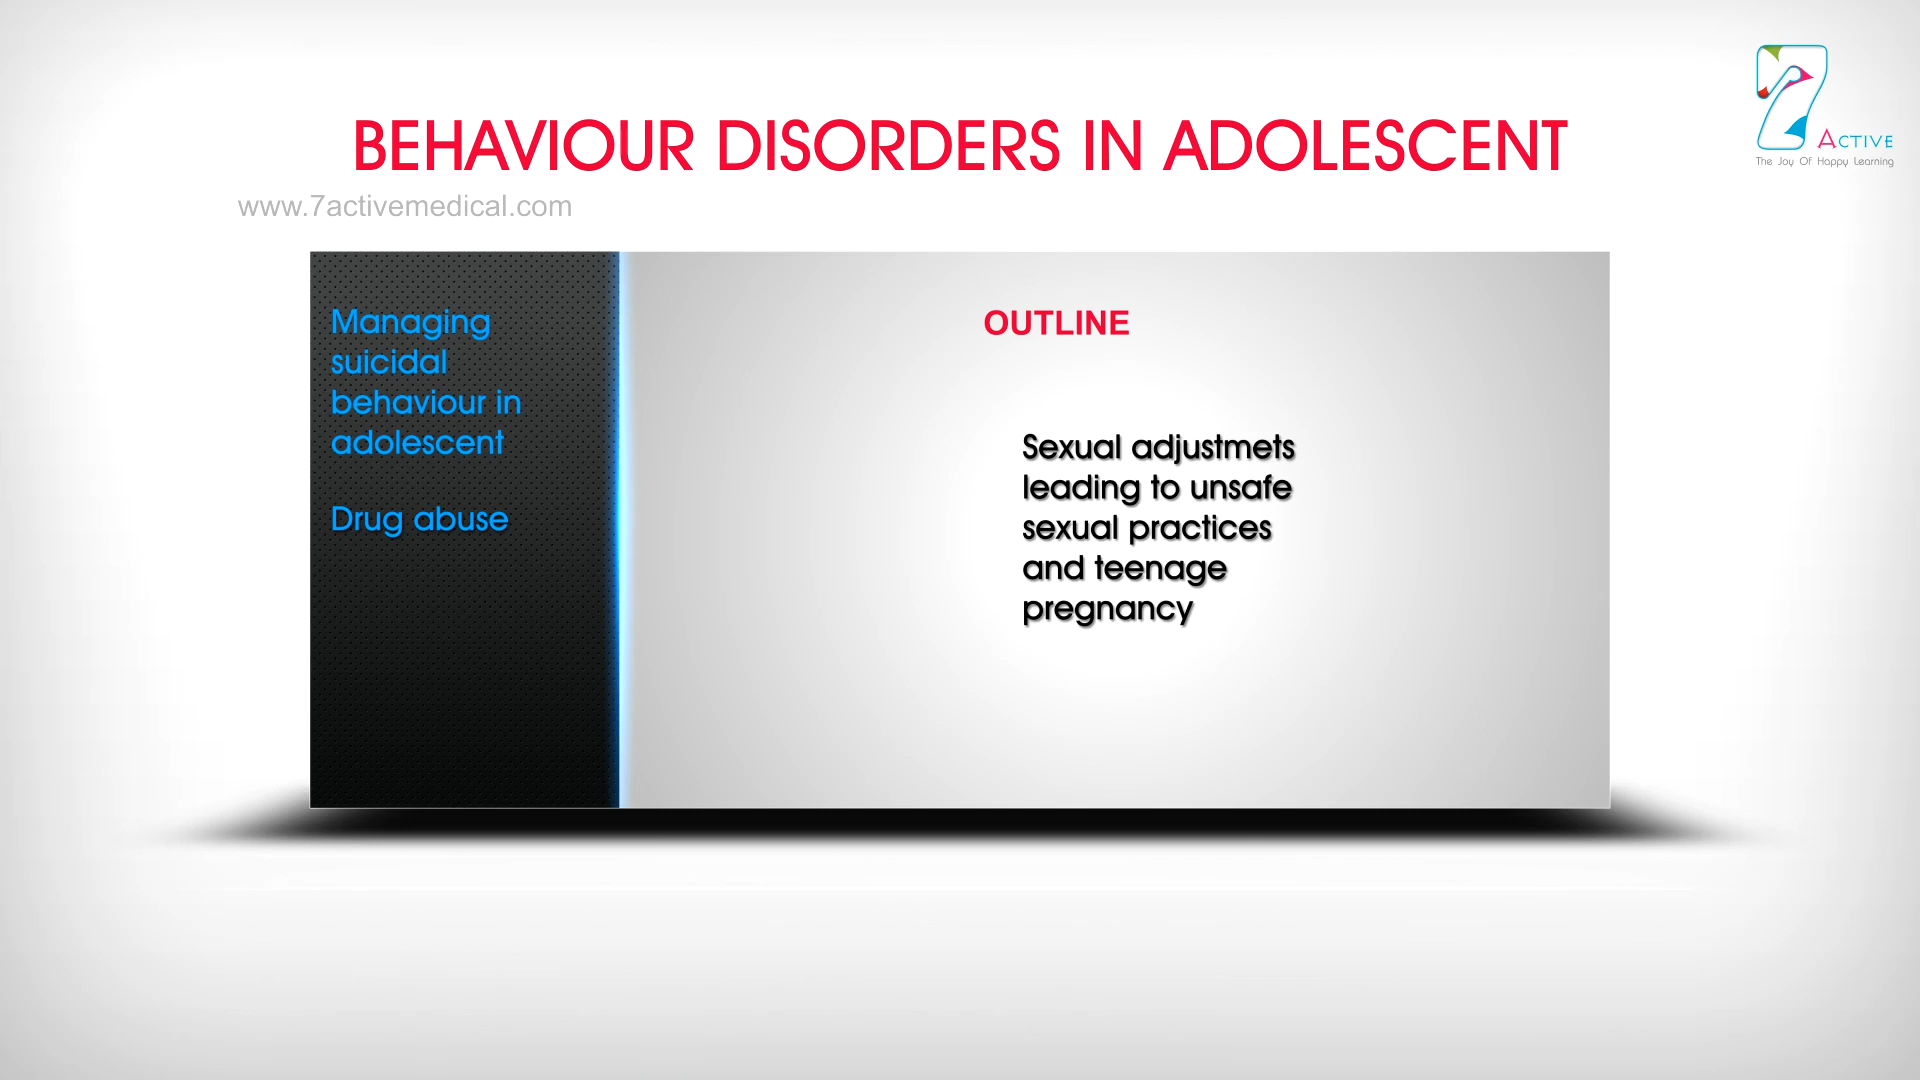 BEHAVIOUR DISORDERS IN ADOLESCENT
7 ACTIVE
The Joy Of Happy Learning
www.7activemedical.com
Managing
suicidal
behaviour in
adolescent
Drug abuse
OUTLINE
Sexual adjustmets
leading to unsafe
sexual practices
and teenage
pregnancy